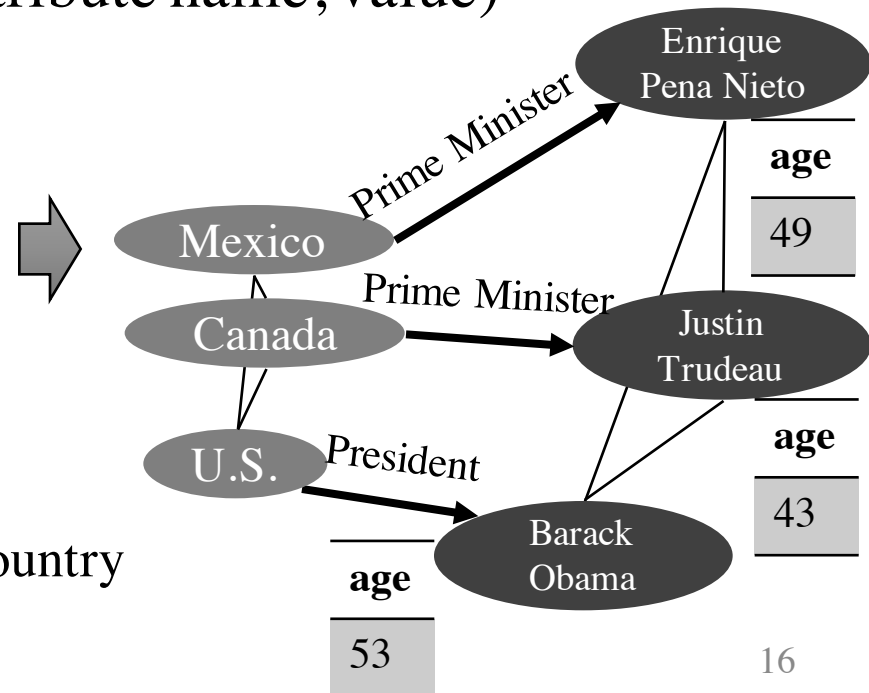 tribute name, value)
Enrique
Pena Nieto
Prime Minister
age
49
Mexico
Prime Minister
Canada
Justin
Trudeau
age
43
U.S.
President
Barack
Obama
ountry
age
53
16